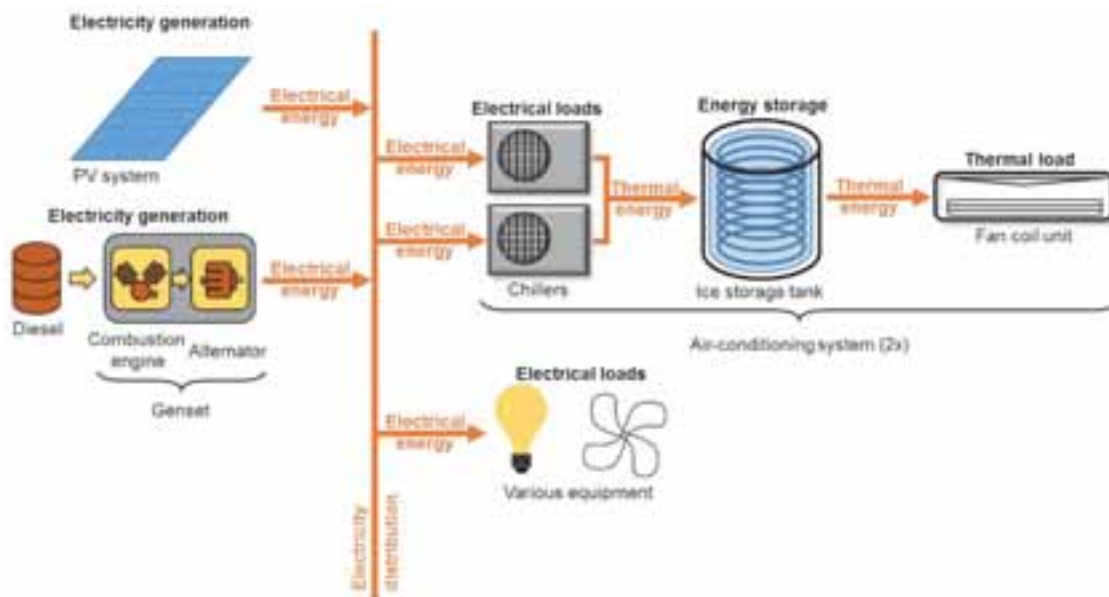 Electricity generation
PV system
Electrical
energy
Electricity generation
Diesel
Combustion
engine
Alternator
Genset
Electrical
energy
Electricity
distribution
Electrical
energy
Electrical
energy
Electrical loads
Chillers
Thermal
energy
Energy storage
Ice storage tank
Thermal
energy
Thermal load
Fan coil unit
Air-conditioning system (2x)
Electrical
energy
Electrical loads
Various equipment